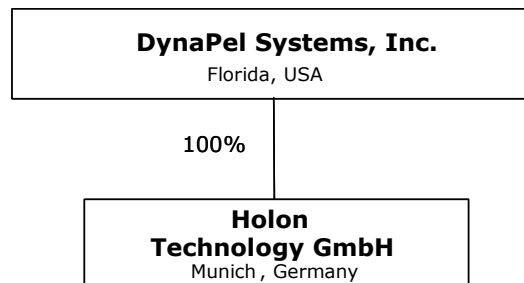 DynaPel Systems, Inc.
Florida, USA
100%
Holon
Technology GmbH
Munich , Germany